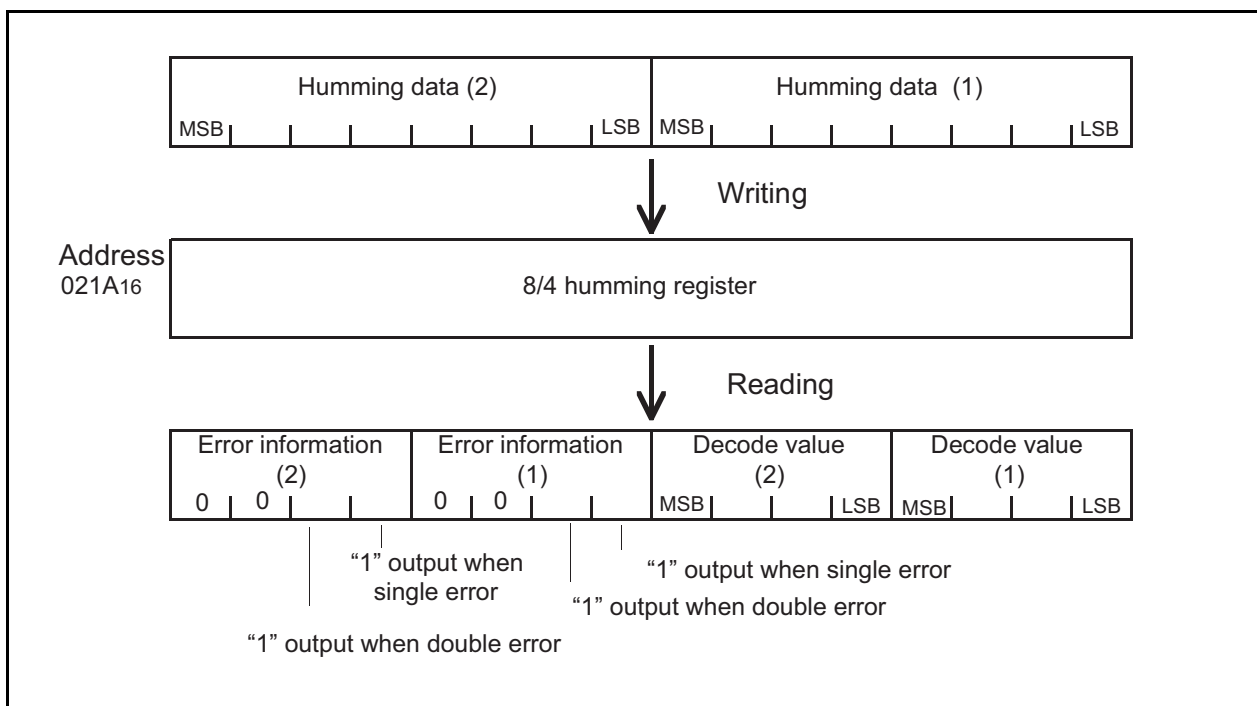 Humming data (2) Humming data (1)
MSB LSB MSB LSB
Writing
Address
021A16
8/4 humming register
Reading
Error information Error information Decode value Decode value
(2) (1) (2) (1)
0 0 0 0 MSB LSB MSB LSB
“1” output when
single error
“1” output when single error
“1” output when double error
“1” output when double error